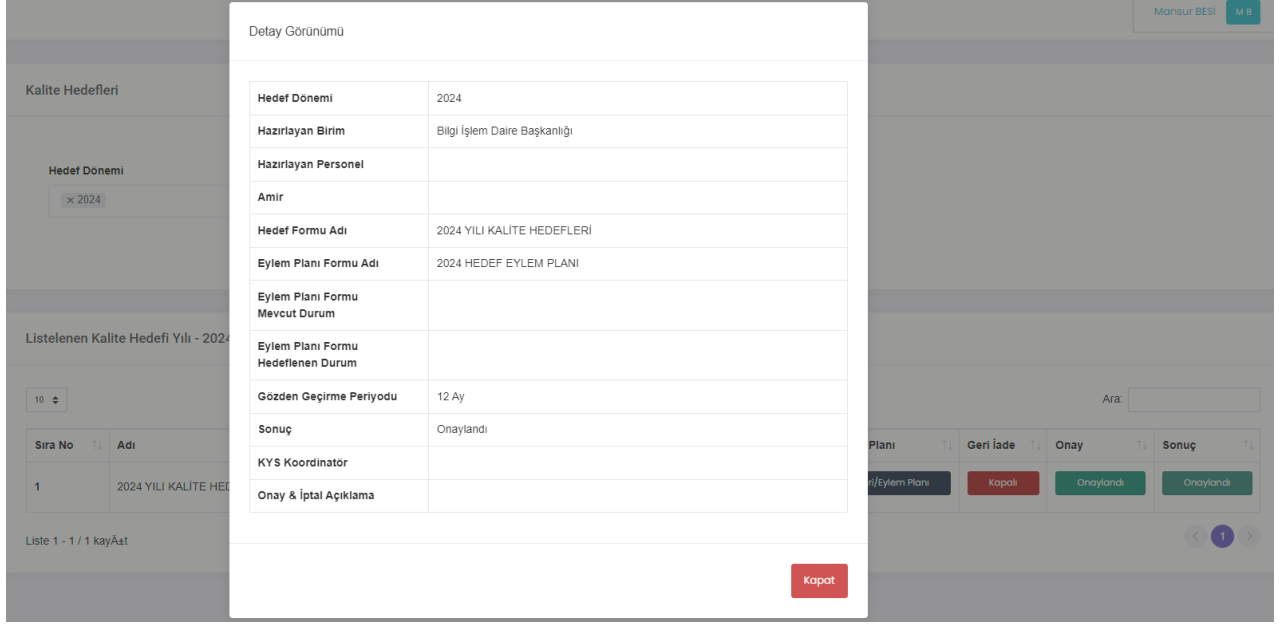 Mansur BESİ
M B
Detay Görünümü
Kalite Hedefleri
Hedef Dönemi 2024
Hazırlayan Birim Bilgi İşlem Daire Başkanlığı
Hazırlayan Personel
Hedef Dönemi
× 2024
Amir
Hedef Formu Adı 2024 YILI KALİTE HEDEFLERİ
Eylem Planı Formu Adı 2024 HEDEF EYLEM PLANI
Eylem Planı Formu
Mevcut Durum
Eylem Planı Formu
Hedeflenen Durum
Gözden Geçirme Periyodu 12 Ay
Sonuç Onaylandı
KYS Koordinatör
Onay & İptal Açıklama
Kapat
Listelenen Kalite Hedefi Yılı - 2024
10
Ara:
Sıra No Adı Planı Geri İade Onay Sonuç
1 2024 YILI KALİTE HED ri/Eylem Planı Kapalı Onaylandı Onaylandı
Liste 1 - 1 / 1 kayÄ±t
< 1 >